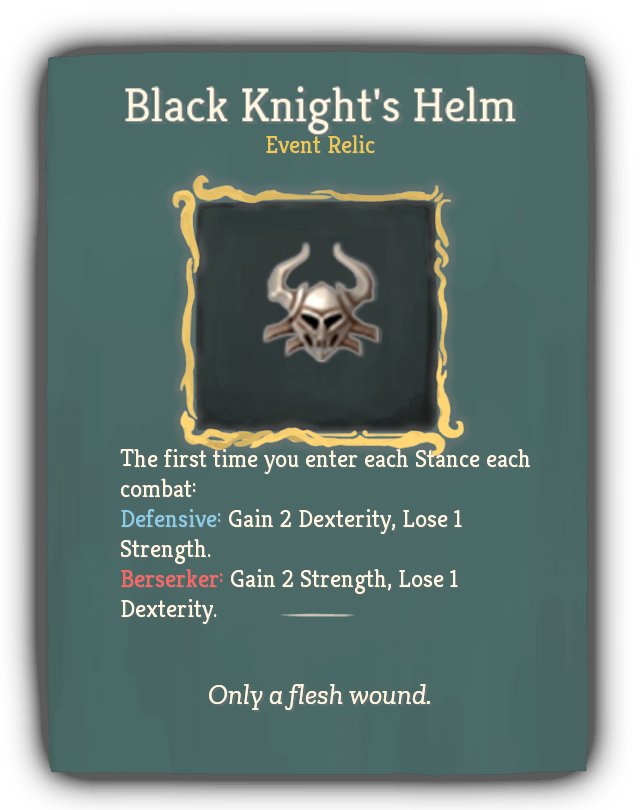 Black Knight's Helm
Event Relic
The first time you enter each Stance each
combat:
Defensive: Gain 2 Dexterity, Lose 1
Strength.
Berserker: Gain 2 Strength, Lose 1
Dexterity.
Only a flesh wound.